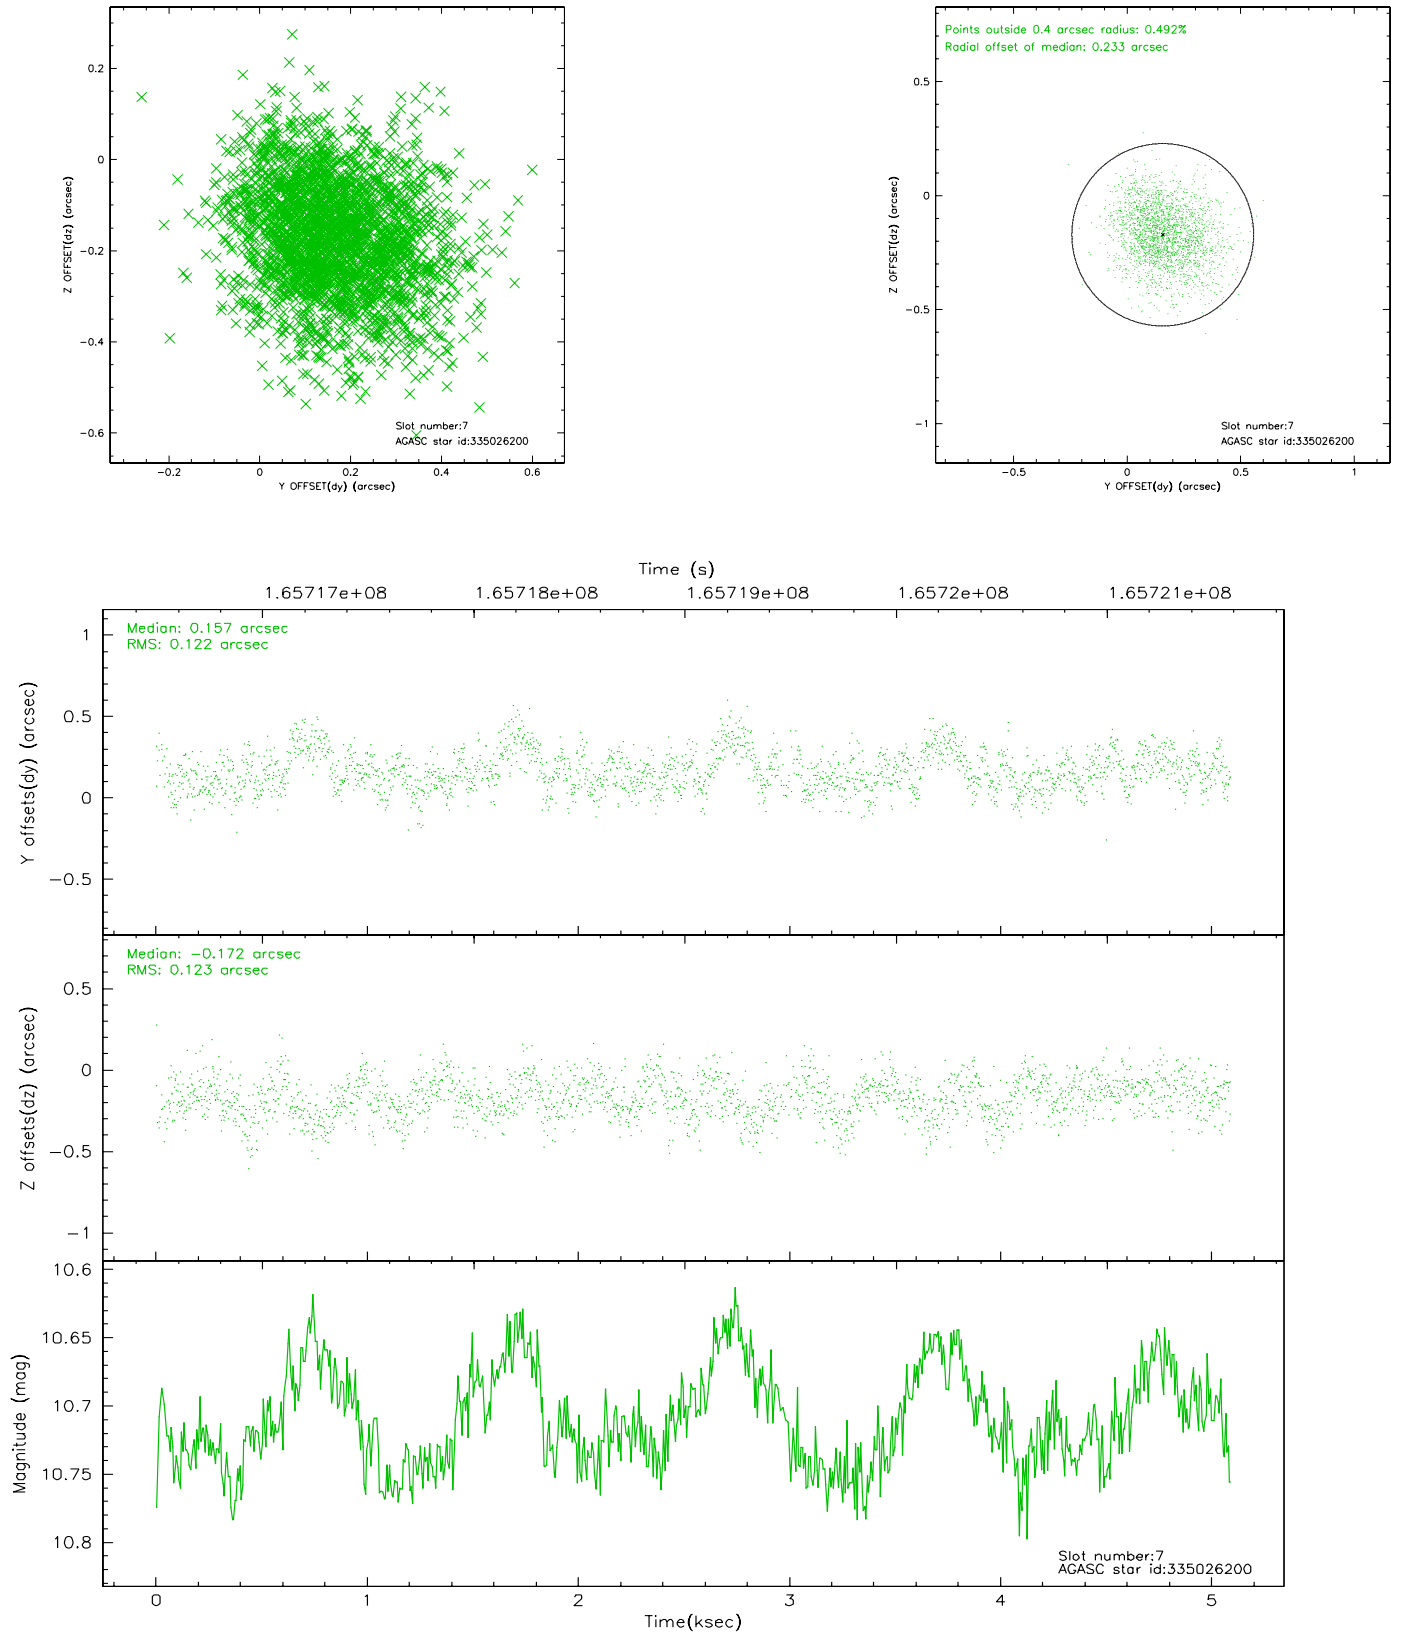 Points outside 0.4 arcsec radius: 0.492%
Radial offset of median: 0.233 arcsec
0.2
0
−0.2
−0.4
−0.6
Z OFFSET(dz) (arcsec)
Slot number:7
AGASC star id:335026200
−0.2
0
0.2
0.4
0.6
Y OFFSET(dy) (arcsec)
0.5
0
−0.5
−1
Z OFFSET(dz) (arcsec)
Slot number:7
AGASC star id:335026200
−0.5
0
0.5
1
Y OFFSET(dy) (arcsec)
Time (s)
1.65717e+08
1.65718e+08
1.65719e+08
1.6572e+08
1.65721e+08
Median: 0.157 arcsec
RMS: 0.122 arcsec
1
0.5
0
−0.5
Y offsets(dy) (arcsec)
Median: −0.172 arcsec
RMS: 0.123 arcsec
0.5
0
−0.5
−1
Z offsets(dz) (arcsec)
10.6
10.65
10.7
10.75
10.8
Magnitude (mag)
Slot number:7
AGASC star id:335026200
0
1
2
3
4
5
Time(ksec)